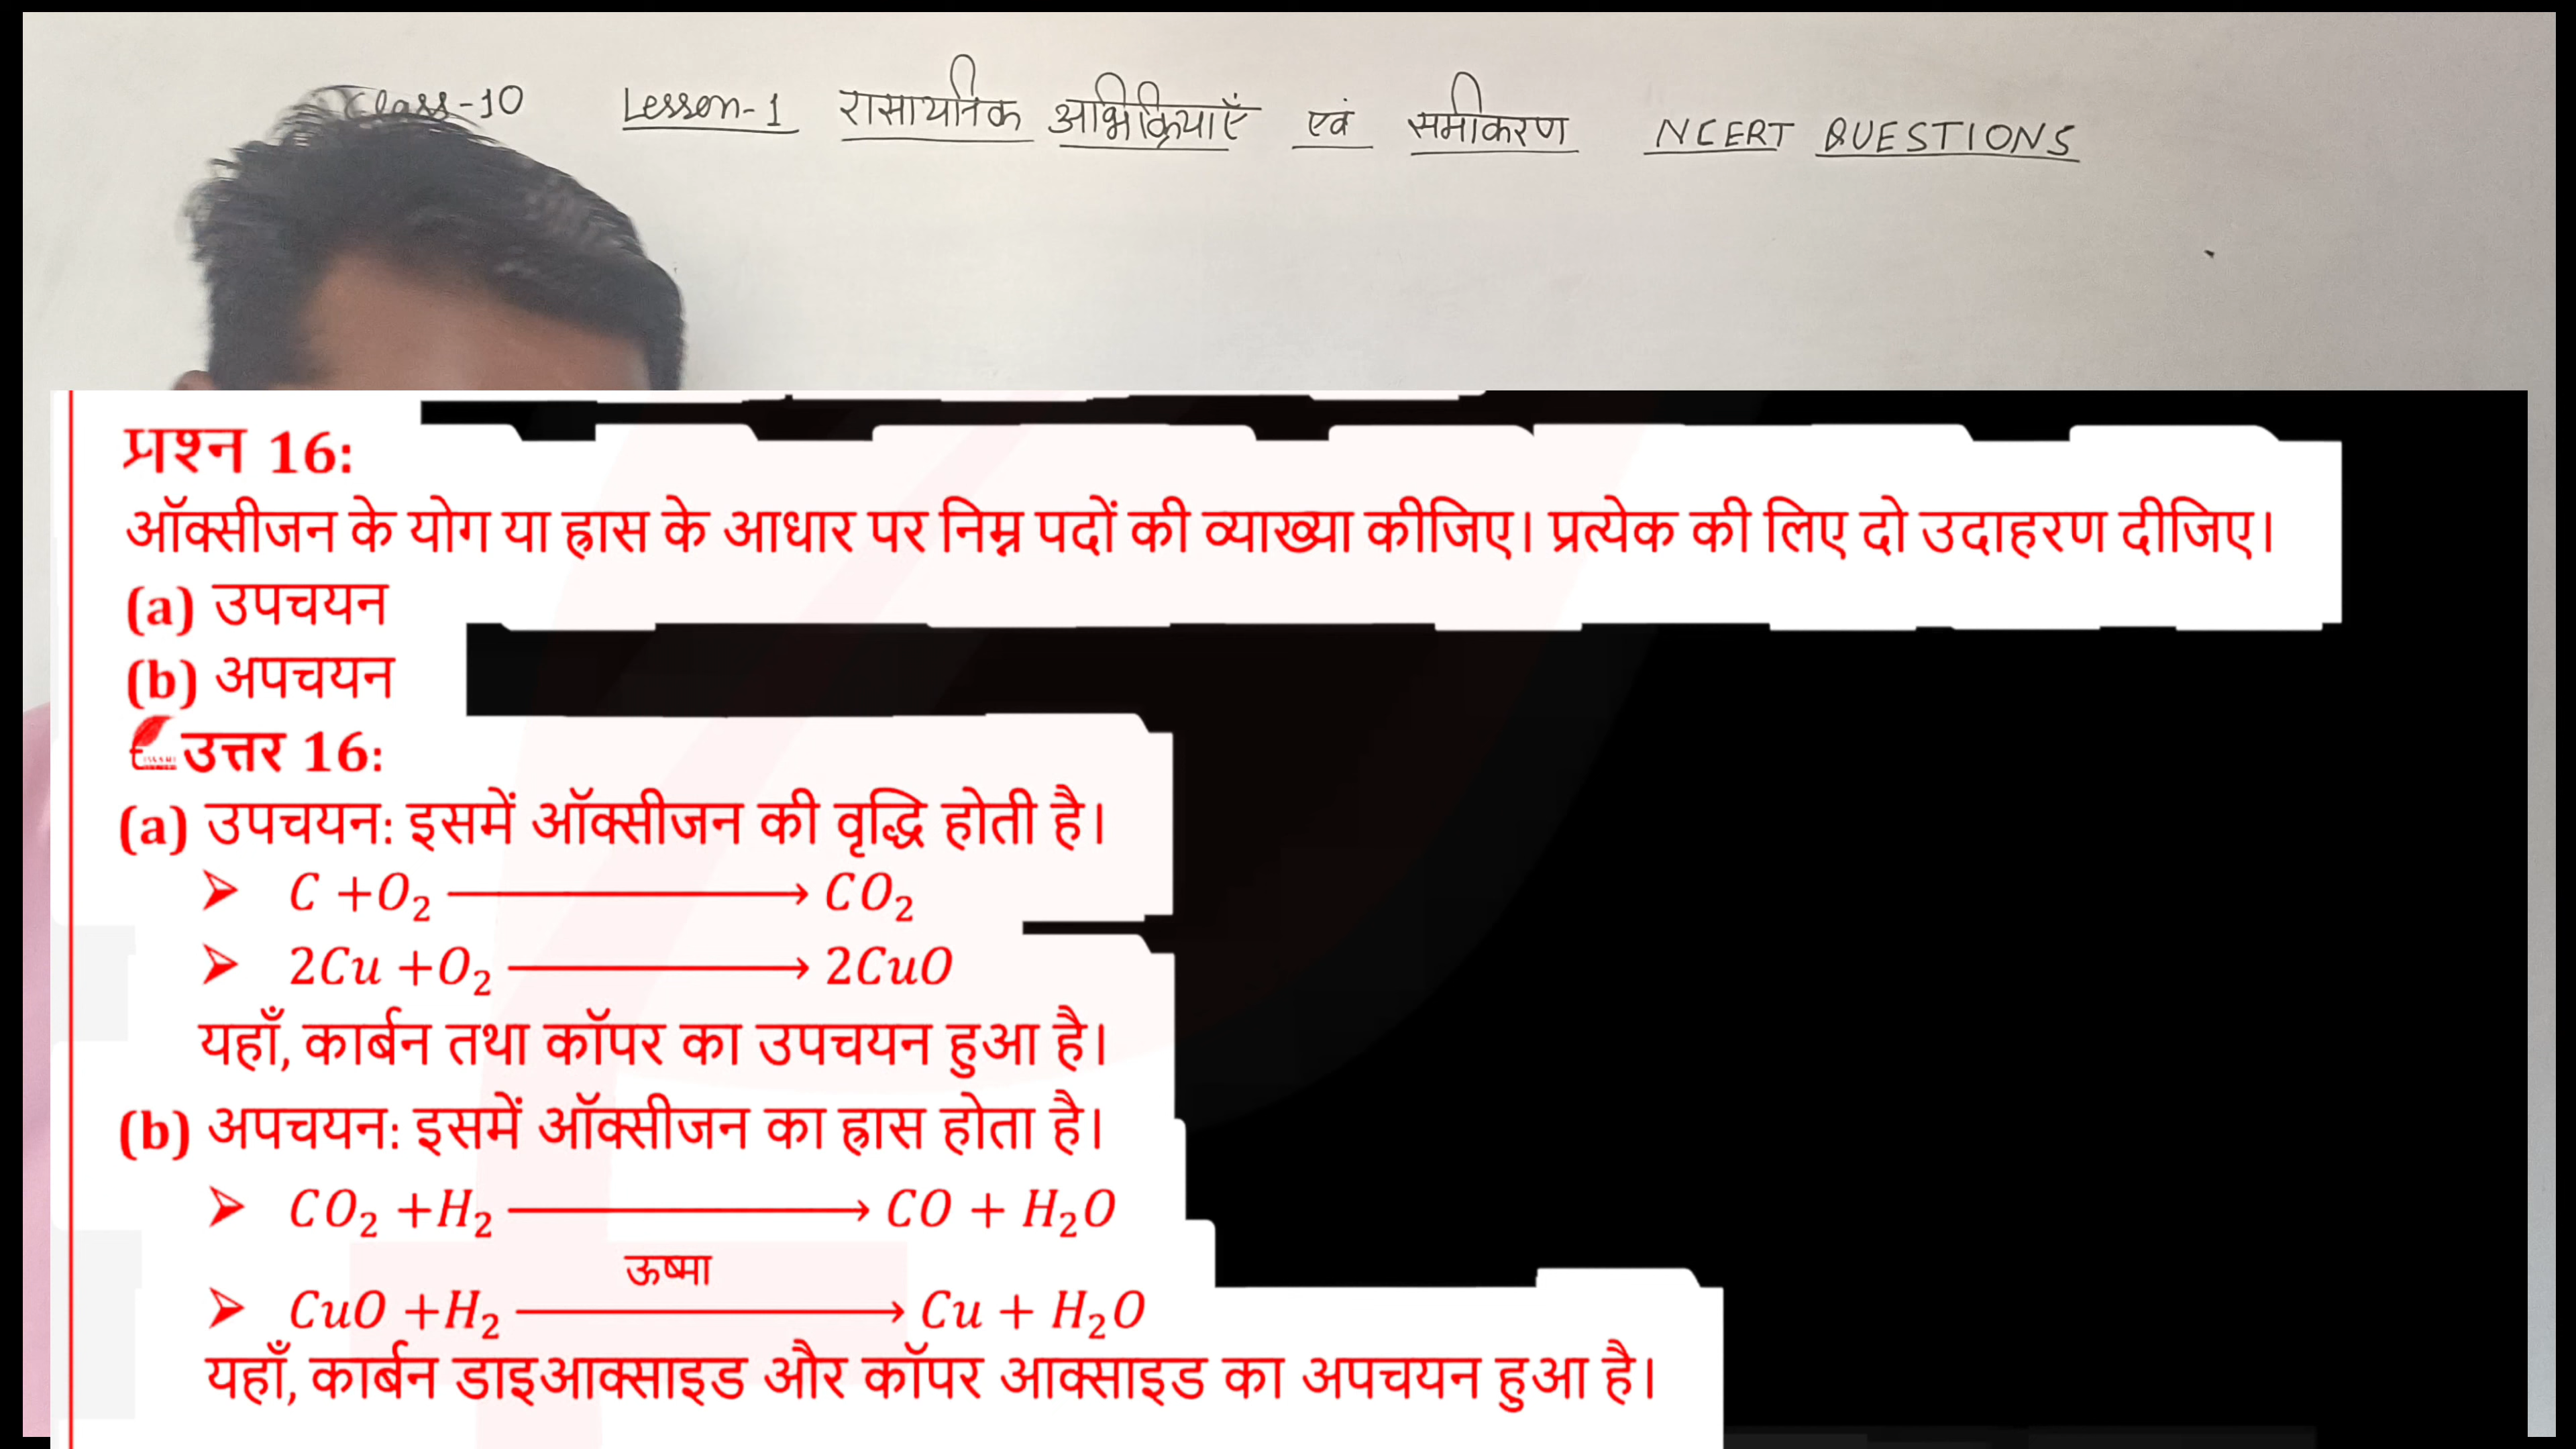 Class-10 Lesson-1 रासायनिक अभिक्रियाएँ एवं समीकरण NCERT QUESTIONS
प्रश्न 16:
ऑक्सीजन के योग या ह्रास के आधार पर निम्न पदों की व्याख्या कीजिए। प्रत्येक की लिए दो उदाहरण दीजिए।
(a) उपचयन
(b) अपचयन
उत्तर 16:
(a) उपचयन: इसमें ऑक्सीजन की वृद्धि होती है।
➤ C +O₂ ⟶ CO₂
➤ 2Cu +O₂ ⟶ 2CuO
यहाँ, कार्बन तथा कॉपर का उपचयन हुआ है।
(b) अपचयन: इसमें ऑक्सीजन का ह्रास होता है।
➤ CO₂ +H₂ ⟶ CO + H₂O
ऊष्मा
➤ CuO +H₂ ⟶ Cu + H₂O
यहाँ, कार्बन डाइआक्साइड और कॉपर आक्साइड का अपचयन हुआ है।